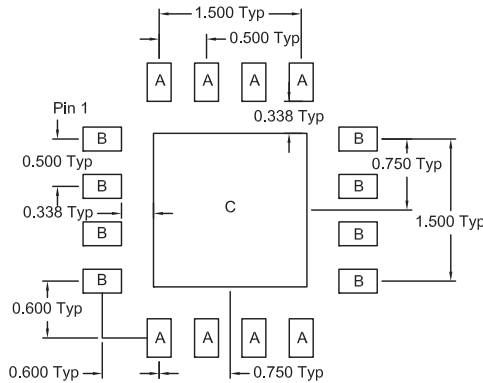 1.500 Typ
0.500 Typ
A A A A
Pin 1
0.338 Typ
B B
0.500 Typ
0.750 Typ
B B
0.338 Typ
C
1.500 Typ
B B
B B
0.600 Typ
A A A A
0.600 Typ
0.750 Typ